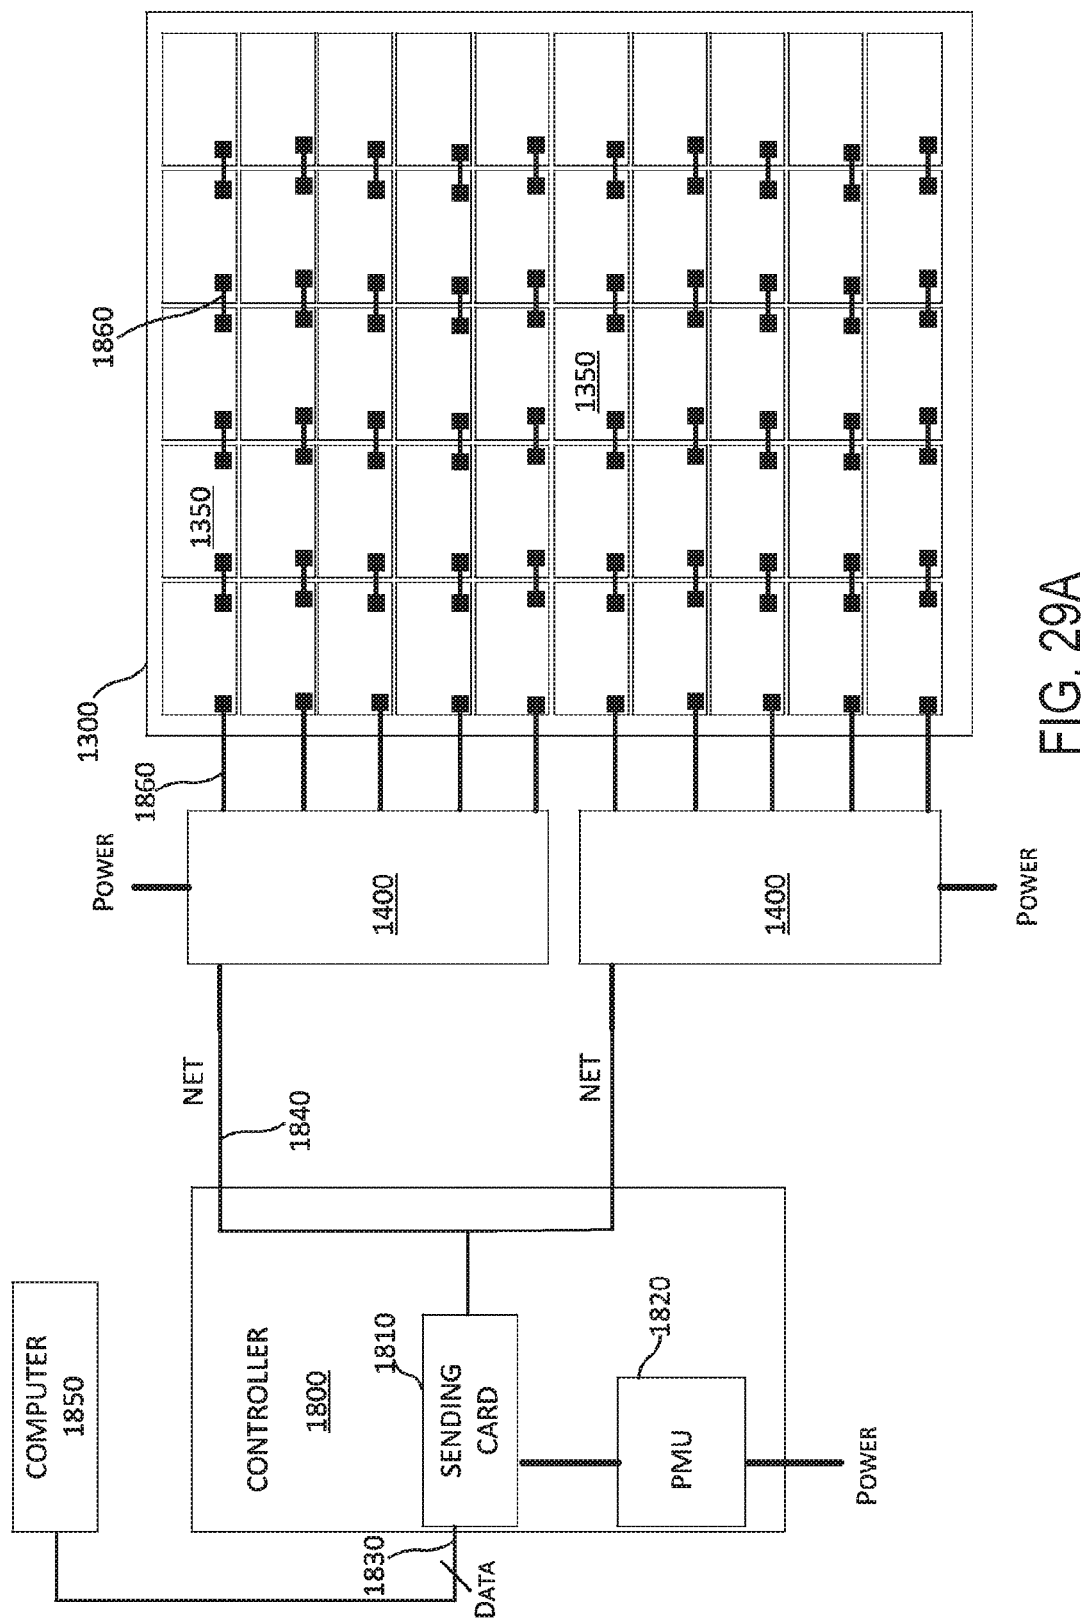 COMPUTER
1850
CONTROLLER
1800
SENDING
CARD
1810
PMU
1820
1830
DATA
POWER
NET
1840
NET
POWER
1400
1400
POWER
1860
1300
1350
1860
1350
FIG. 29A